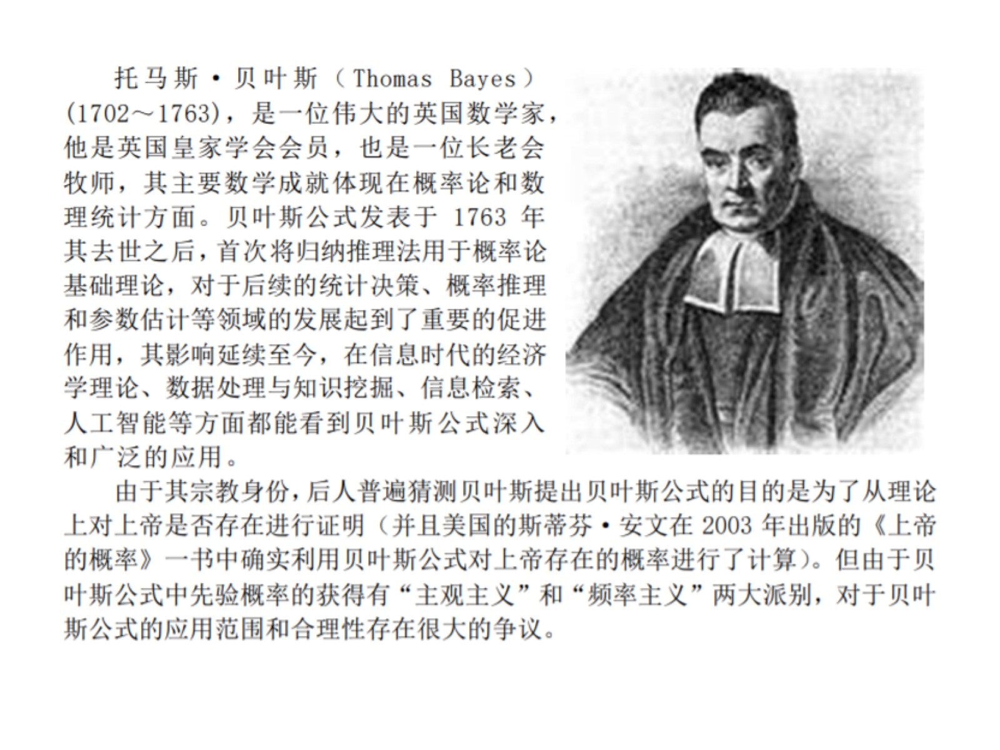 托马斯·贝叶斯（Thomas Bayes）
(1702～1763)，是一位伟大的英国数学家，
他是英国皇家学会会员，也是一位长老会
牧师，其主要数学成就体现在概率论和数
理统计方面。贝叶斯公式发表于 1763 年
其去世之后，首次将归纳推理法用于概率论
基础理论，对于后续的统计决策、概率推理
和参数估计等领域的发展起到了重要的促进
作用，其影响延续至今，在信息时代的经济
学理论、数据处理与知识挖掘、信息检索、
人工智能等方面都能看到贝叶斯公式深入
和广泛的应用。
由于其宗教身份，后人普遍猜测贝叶斯提出贝叶斯公式的目的是为了从理论
上对上帝是否存在进行证明（并且美国的斯蒂芬·安文在 2003 年出版的《上帝
的概率》一书中确实利用贝叶斯公式对上帝存在的概率进行了计算）。但由于贝
叶斯公式中先验概率的获得有“主观主义”和“频率主义”两大派别，对于贝叶
斯公式的应用范围和合理性存在很大的争议。